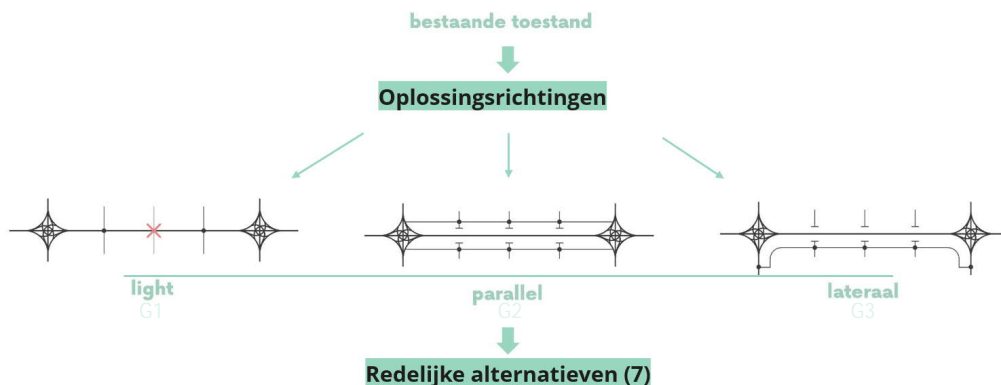 bestaande toestand
Oplossingsrichtingen
light
G1
parallel
G2
lateraal
G3
Redelijke alternatieven (7)